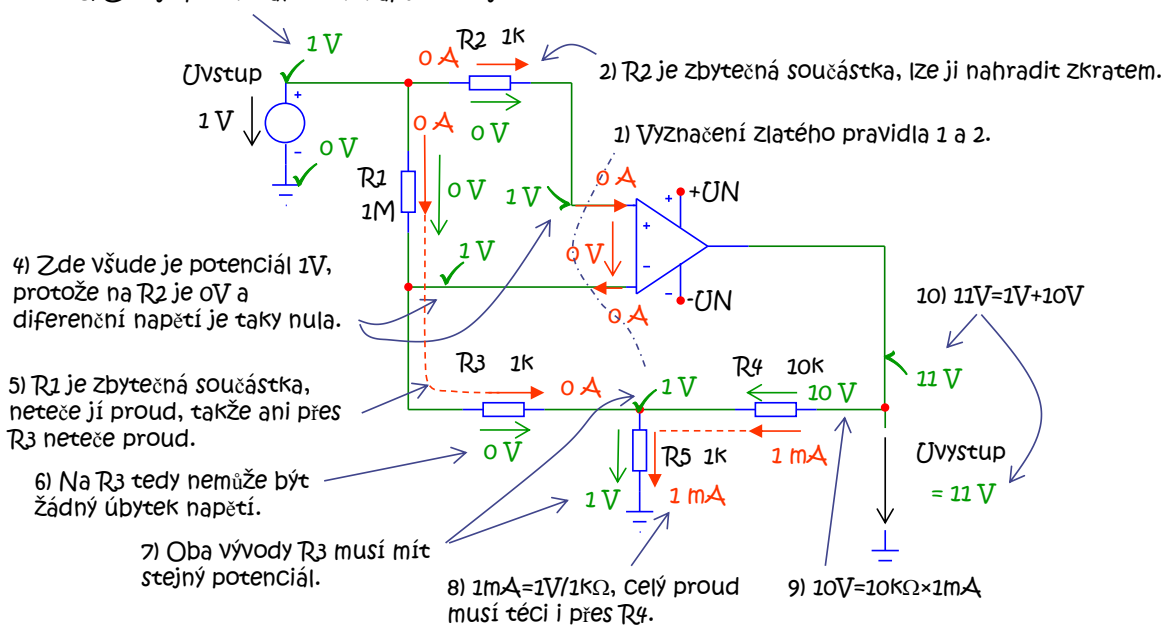 1 V
R2 1k
0 A
2) R2 je zbytečná součástka, lze ji nahradit zkratem.
Uvstup
+
1 V
0 A
0 V
1) Vyznačení zlatého pravidla 1 a 2.
−
0 V
R1
1M
0 V
1 V
0 A
+
+UN
+
1 V
0 V
−
−
-UN
0 A
4) Zde všude je potenciál 1V,
protože na R2 je 0V a
diferenční napětí je taky nula.
10) 11V=1V+10V
R3 1k
0 A
1 V
R4 10k
10 V
11 V
5) R1 je zbytečná součástka,
neteče jí proud, takže ani přes
R3 neteče proud.
0 V
R5 1k
1 mA
Uvystup
= 11 V
6) Na R3 tedy nemůže být
žádný úbytek napětí.
1 V
1 mA
7) Oba vývody R3 musí mít
stejný potenciál.
8) 1mA=1V/1kΩ, celý proud
musí téci i přes R4.
9) 10V=10kΩ×1mA